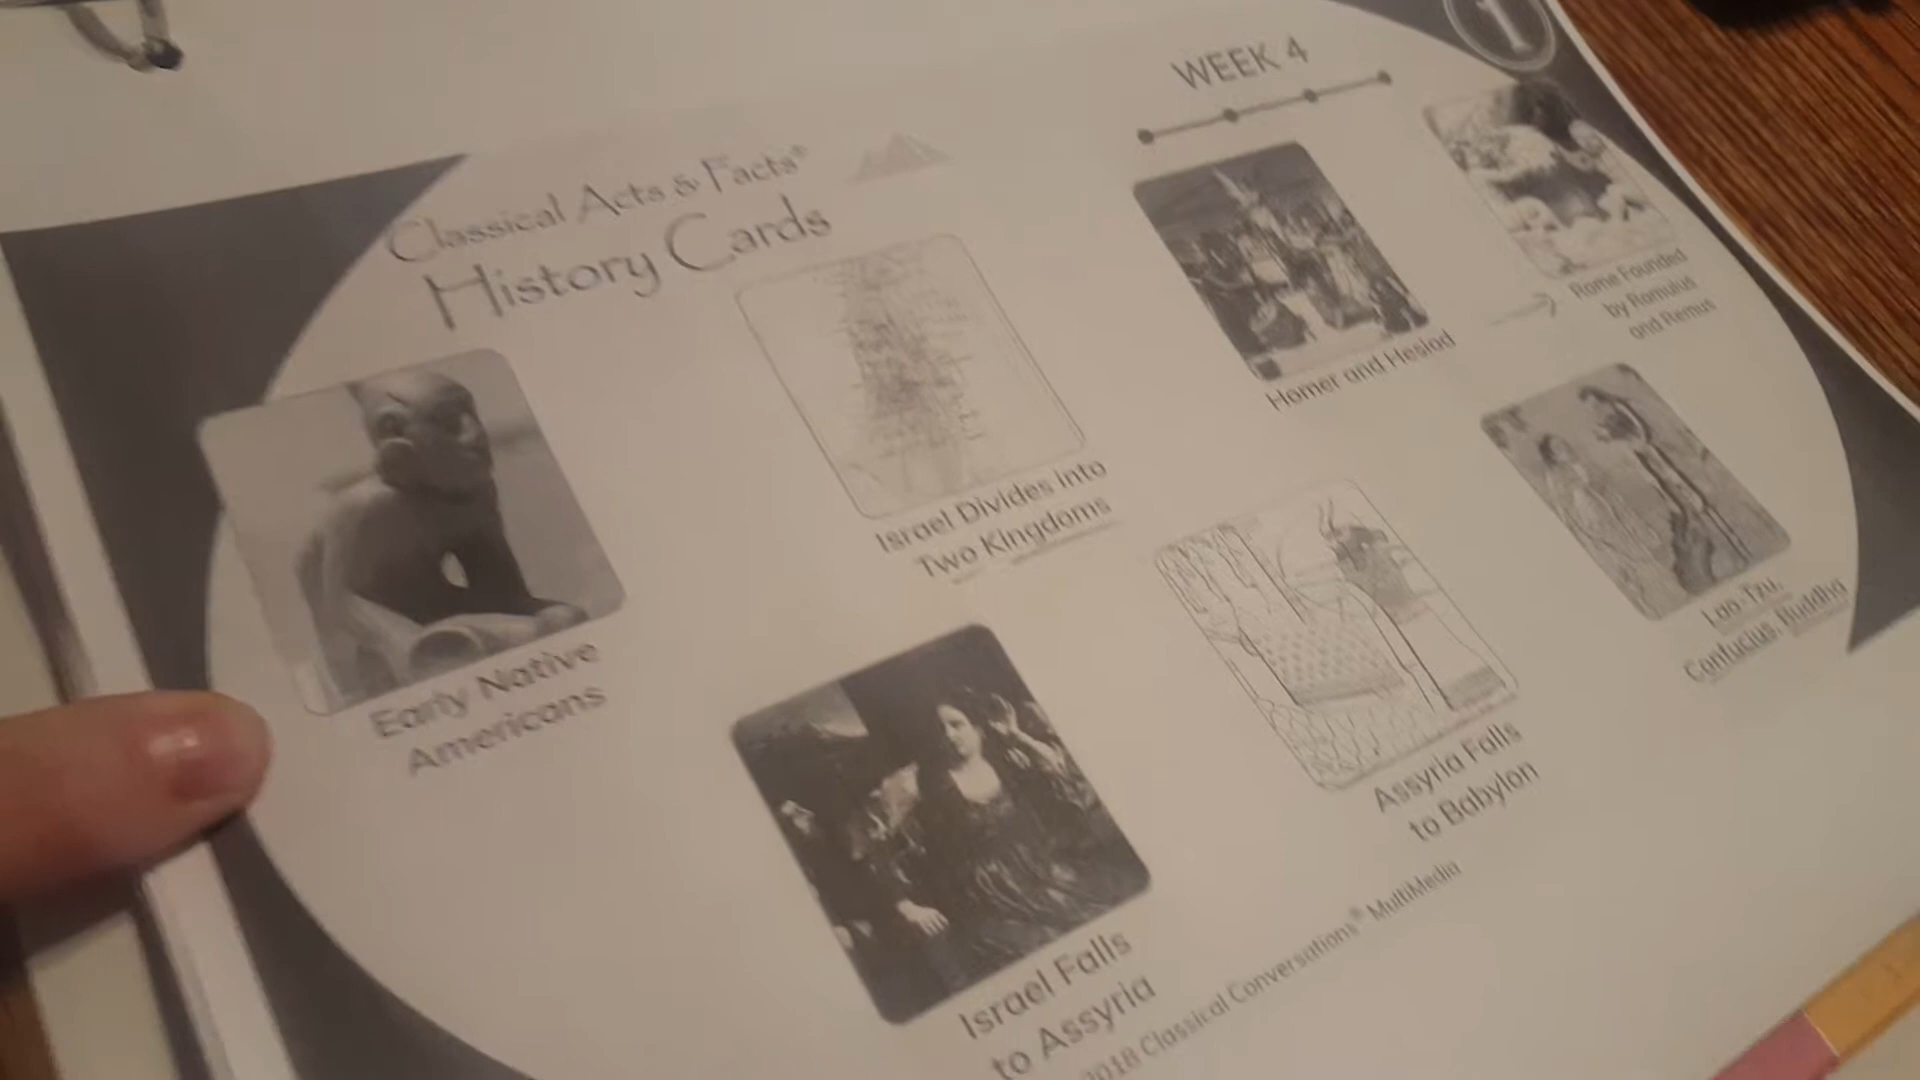 1
WEEK 4
Classical Acts & Facts®
History Cards
Early Native
Americans
Israel Divides into
Two Kingdoms
Homer and Hesiod
Rome Founded
by Romulus
and Remus
Israel Falls
to Assyria
Assyria Falls
to Babylon
Lao-Tzu,
Confucius, Buddha
2018 Classical Conversations® MultiMedia